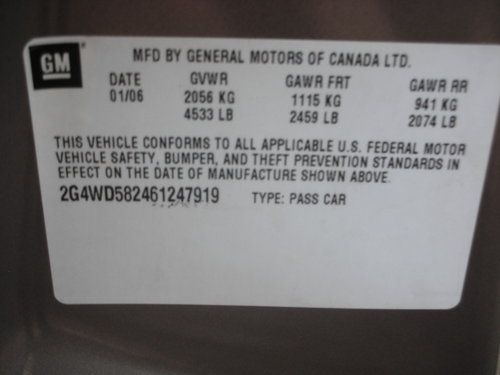 GM
MFD BY GENERAL MOTORS OF CANADA LTD.
DATE GVWR GAWR FRT GAWR RR
01/06 2056 KG 1115 KG 941 KG
4533 LB 2459 LB 2074 LB
THIS VEHICLE CONFORMS TO ALL APPLICABLE U.S. FEDERAL MOTOR
VEHICLE SAFETY, BUMPER, AND THEFT PREVENTION STANDARDS IN
EFFECT ON THE DATE OF MANUFACTURE SHOWN ABOVE.
2G4WD582461247919 TYPE: PASS CAR